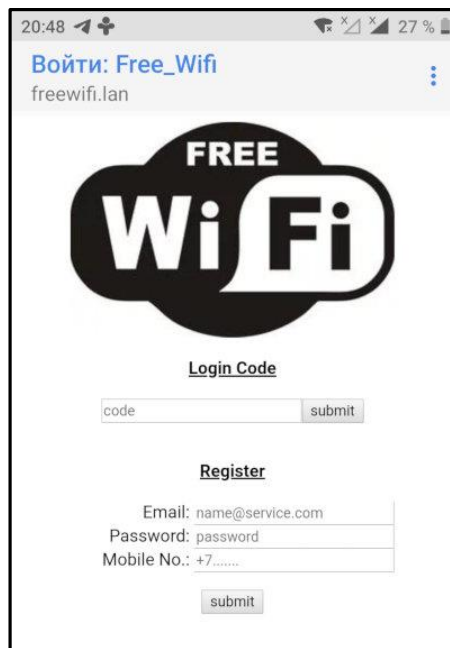 20:48 27 %
Войти: Free_Wifi
freewifi.lan
FREE
WiFi
Login Code
code submit
Register
Email: name@service.com
Password: password
Mobile No.: +7.......
submit